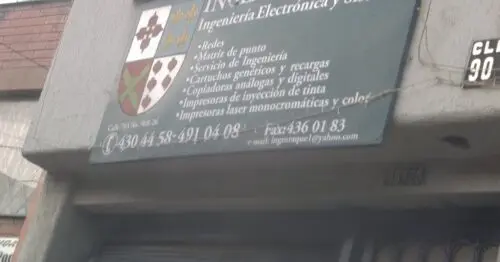 Ingeniería Electrónica y
•Redes
•Matriz de punto
•Servicio de Ingeniería
•Cartuchos genéricos y recargas
•Copiadoras análogas y digitales
•Impresoras de inyección de tinta
•Impresoras laser monocromáticas y color
430 44 58-491 04 08 · Fax: 436 01 83
CL
90